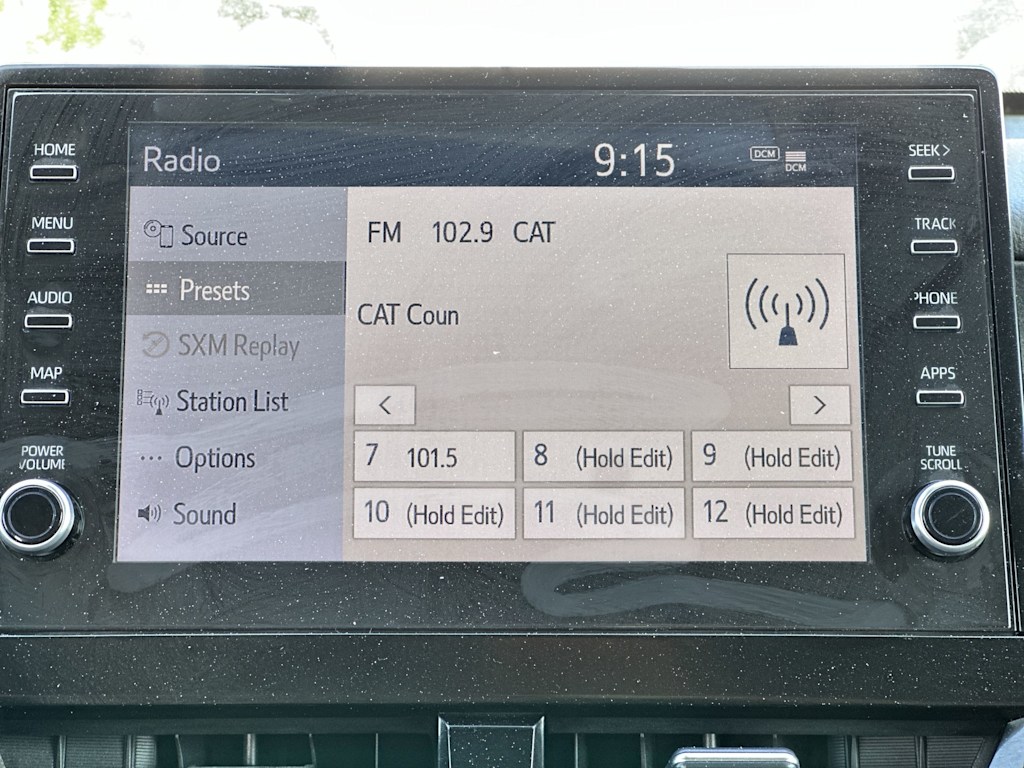 HOME
MENU
AUDIO
MAP
POWER
VOLUME
Radio
9:15
DCM
DCM
Source
Presets
SXM Replay
Station List
... Options
Sound
FM 102.9 CAT
CAT Coun
< >
7 101.5
8 (Hold Edit)
9 (Hold Edit)
10 (Hold Edit)
11 (Hold Edit)
12 (Hold Edit)
SEEK>
TRACK
PHONE
APPS
TUNE
SCROLL